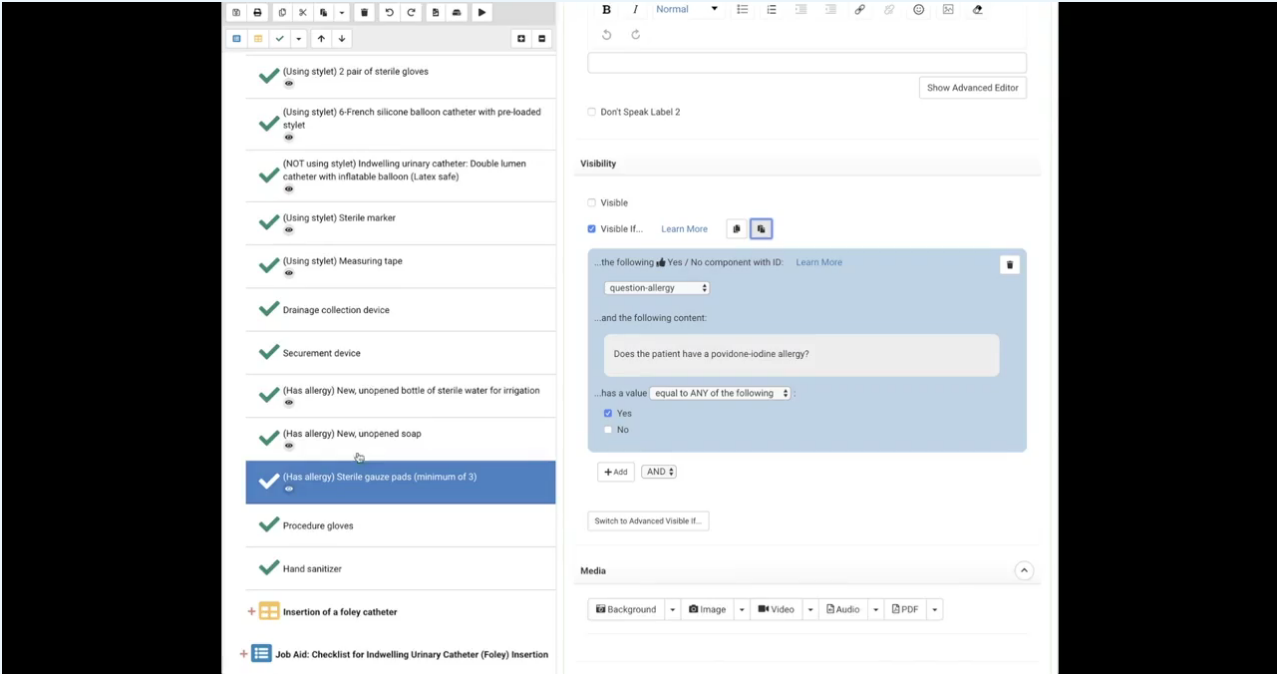 (Using stylet) 2 pair of sterile gloves
(Using stylet) 6-French silicone balloon catheter with pre-loaded
stylet
(NOT using stylet) Indwelling urinary catheter: Double lumen
catheter with inflatable balloon (Latex safe)
(Using stylet) Sterile marker
(Using stylet) Measuring tape
Drainage collection device
Securement device
(Has allergy) New, unopened bottle of sterile water for irrigation
(Has allergy) New, unopened soap
(Has allergy) Sterile gauze pads (minimum of 3)
Procedure gloves
Hand sanitizer
Insertion of a foley catheter
Job Aid: Checklist for Indwelling Urinary Catheter (Foley) Insertion
B I Normal
Show Advanced Editor
Don't Speak Label 2
Visibility
Visible
Visible If... Learn More
...the following Yes / No component with ID: Learn More
question-allergy
...and the following content:
Does the patient have a povidone-iodine allergy?
...has a value equal to ANY of the following :
Yes
No
+ Add AND
Switch to Advanced Visible If...
Media
Background Image Video Audio PDF